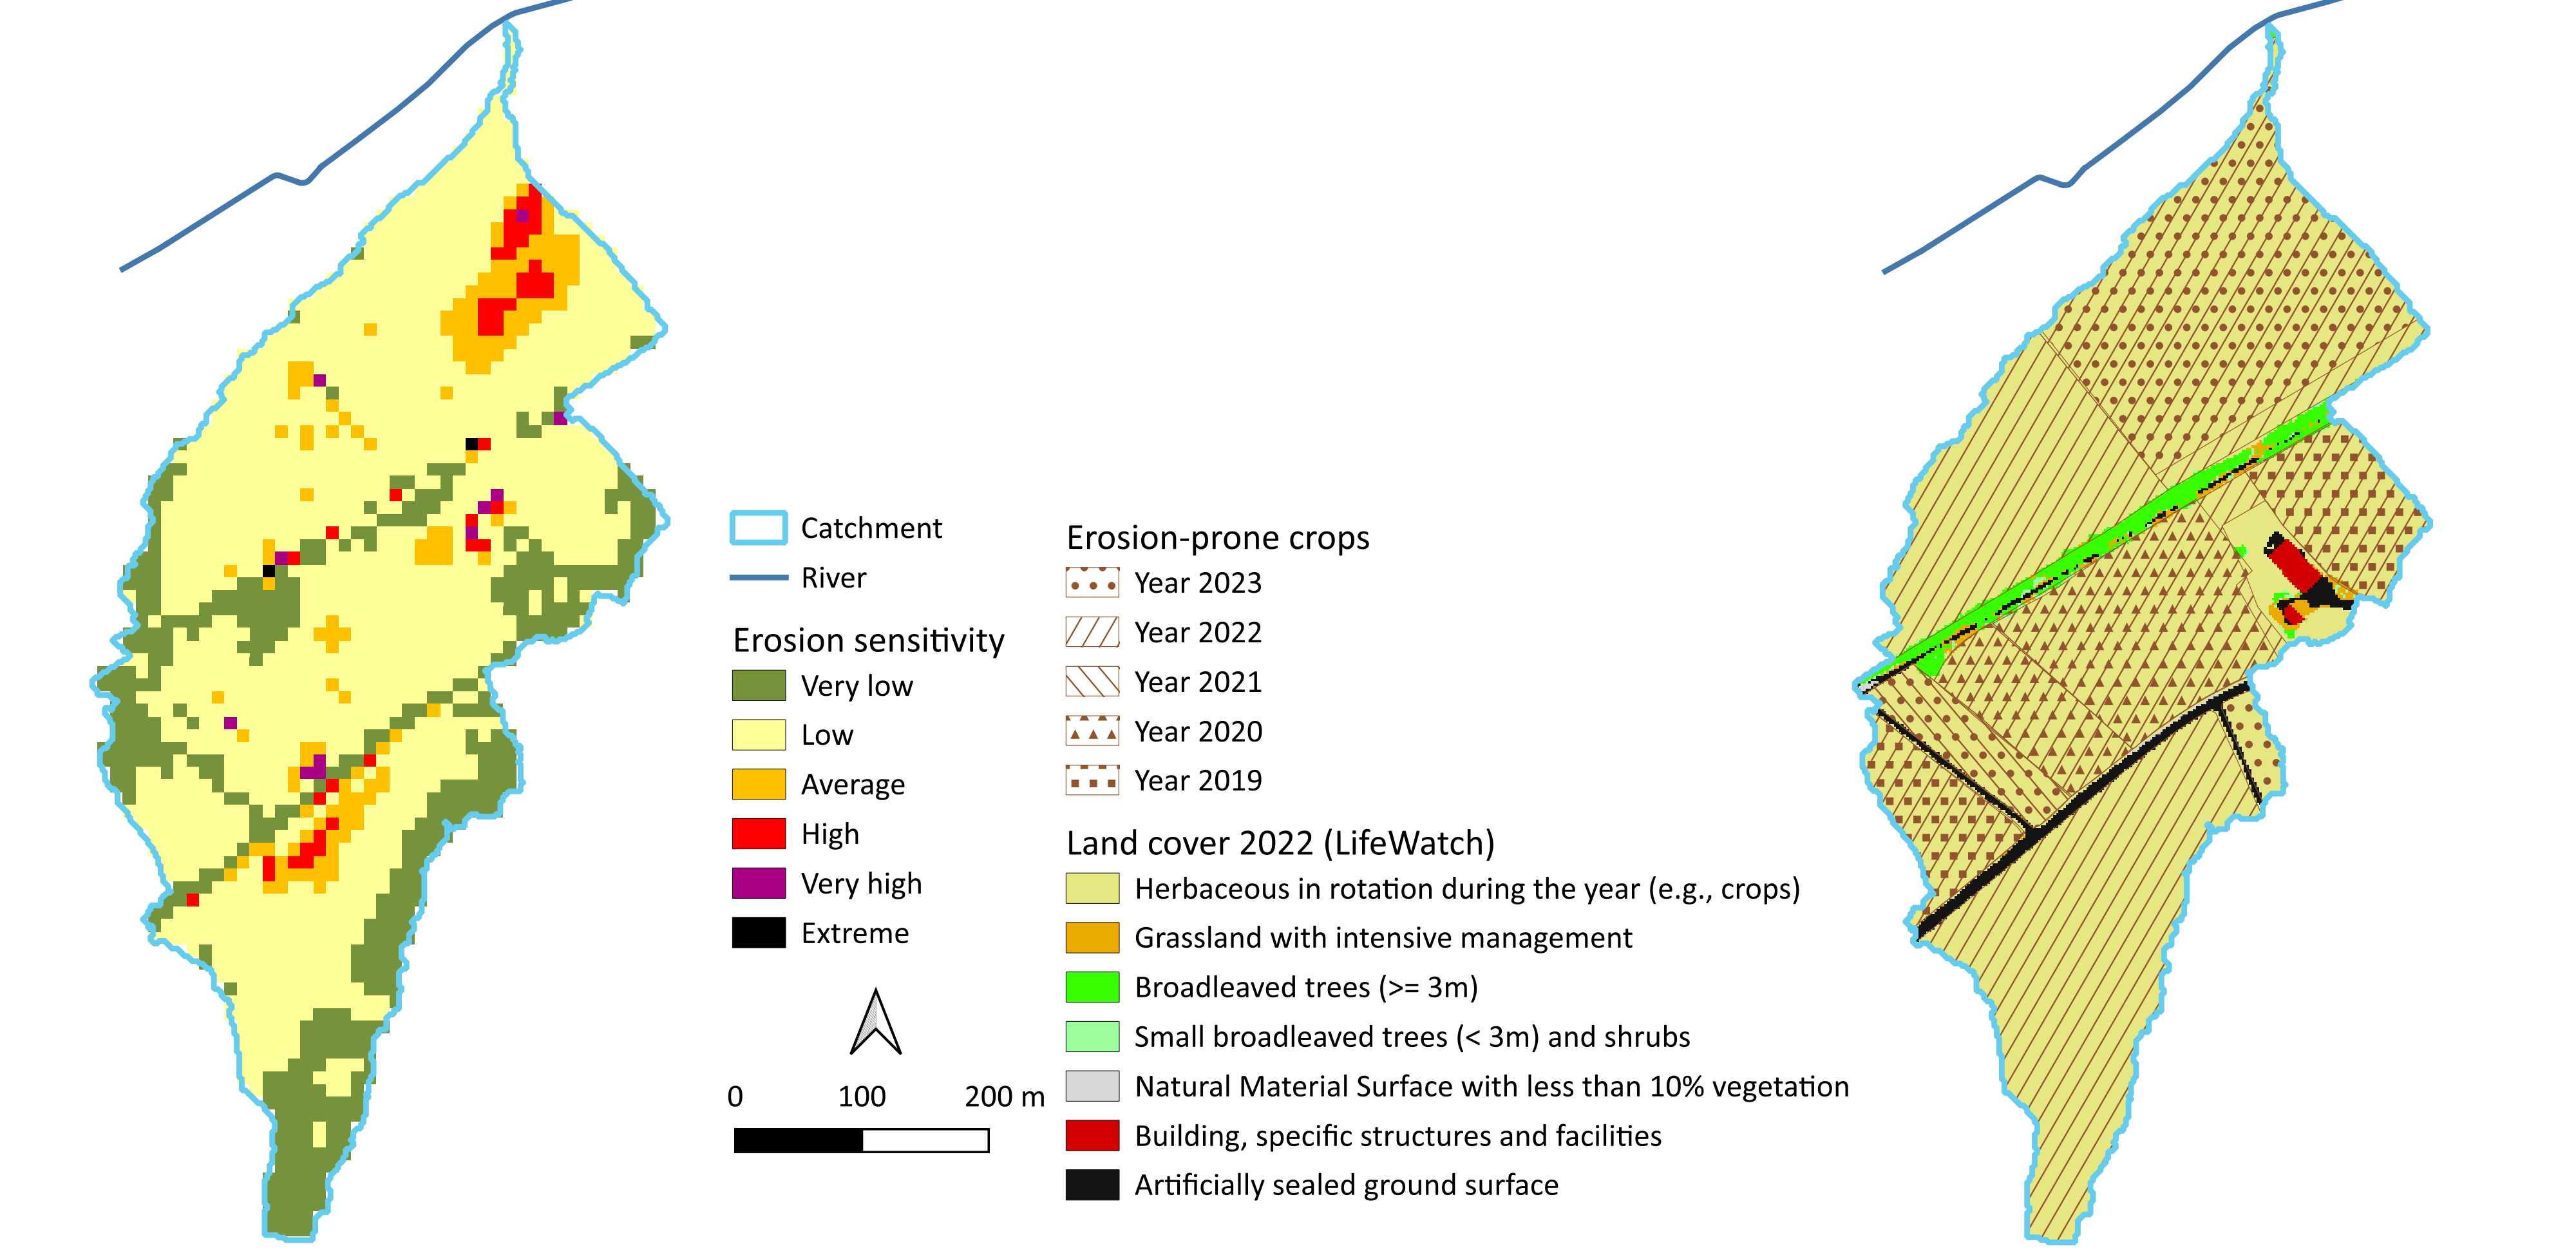 Catchment
River
Erosion sensitivity
Very low
Low
Average
High
Very high
Extreme
0 100 200 m
Erosion-prone crops
Year 2023
Year 2022
Year 2021
Year 2020
Year 2019
Land cover 2022 (LifeWatch)
Herbaceous in rotation during the year (e.g., crops)
Grassland with intensive management
Broadleaved trees (>= 3m)
Small broadleaved trees (< 3m) and shrubs
Natural Material Surface with less than 10% vegetation
Building, specific structures and facilities
Artificially sealed ground surface